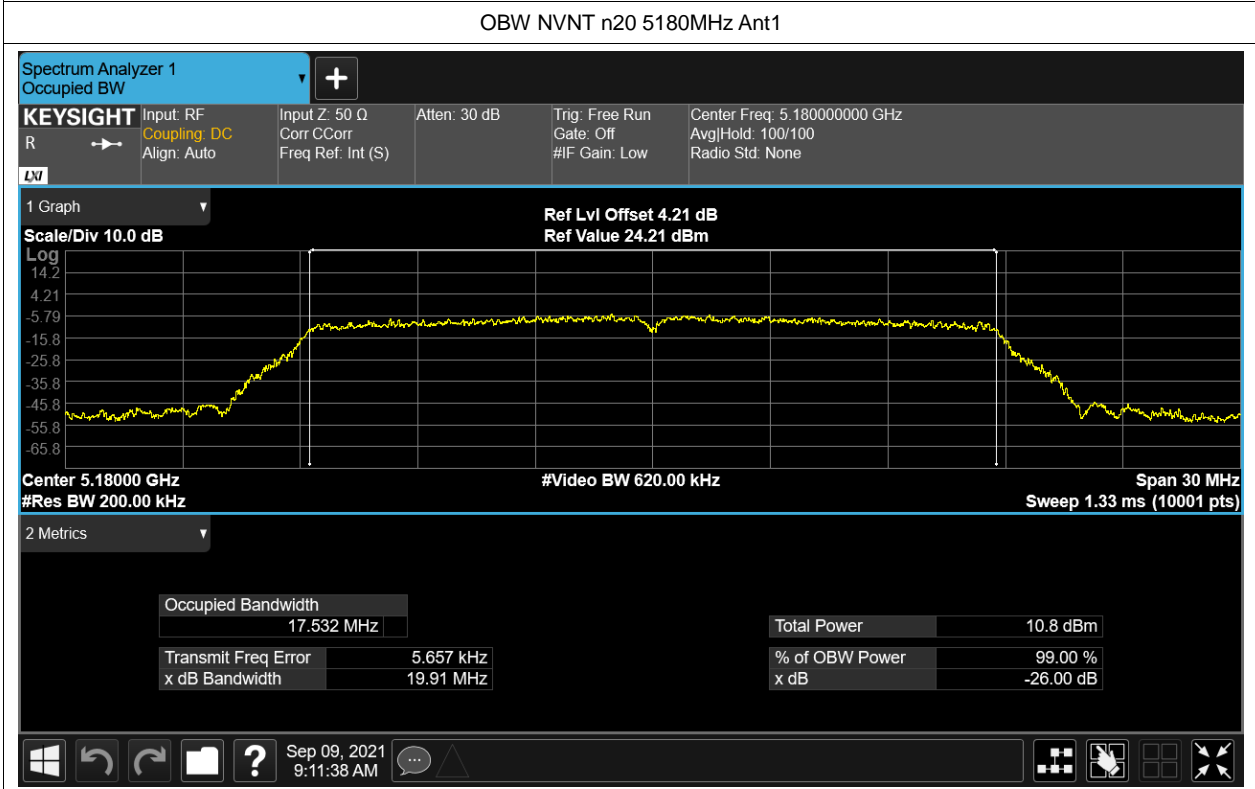 OBW NVNT n20 5180MHz Ant1
Spectrum Analyzer 1
Occupied BW
KEYSIGHT
R
LXI
Input: RF
Coupling: DC
Align: Auto
Input Z: 50 Ω
Corr CCorr
Freq Ref: Int (S)
Atten: 30 dB
Trig: Free Run
Gate: Off
#IF Gain: Low
Center Freq: 5.180000000 GHz
Avg|Hold: 100/100
Radio Std: None
1 Graph
Scale/Div 10.0 dB
Ref Lvl Offset 4.21 dB
Ref Value 24.21 dBm
Log
14.2
4.21
-5.79
-15.8
-25.8
-35.8
-45.8
-55.8
-65.8
Center 5.18000 GHz
#Res BW 200.00 kHz
#Video BW 620.00 kHz
Span 30 MHz
Sweep 1.33 ms (10001 pts)
2 Metrics
Occupied Bandwidth
17.532 MHz
Transmit Freq Error 5.657 kHz
x dB Bandwidth 19.91 MHz
Total Power 10.8 dBm
% of OBW Power 99.00 %
x dB -26.00 dB
Sep 09, 2021
9:11:38 AM